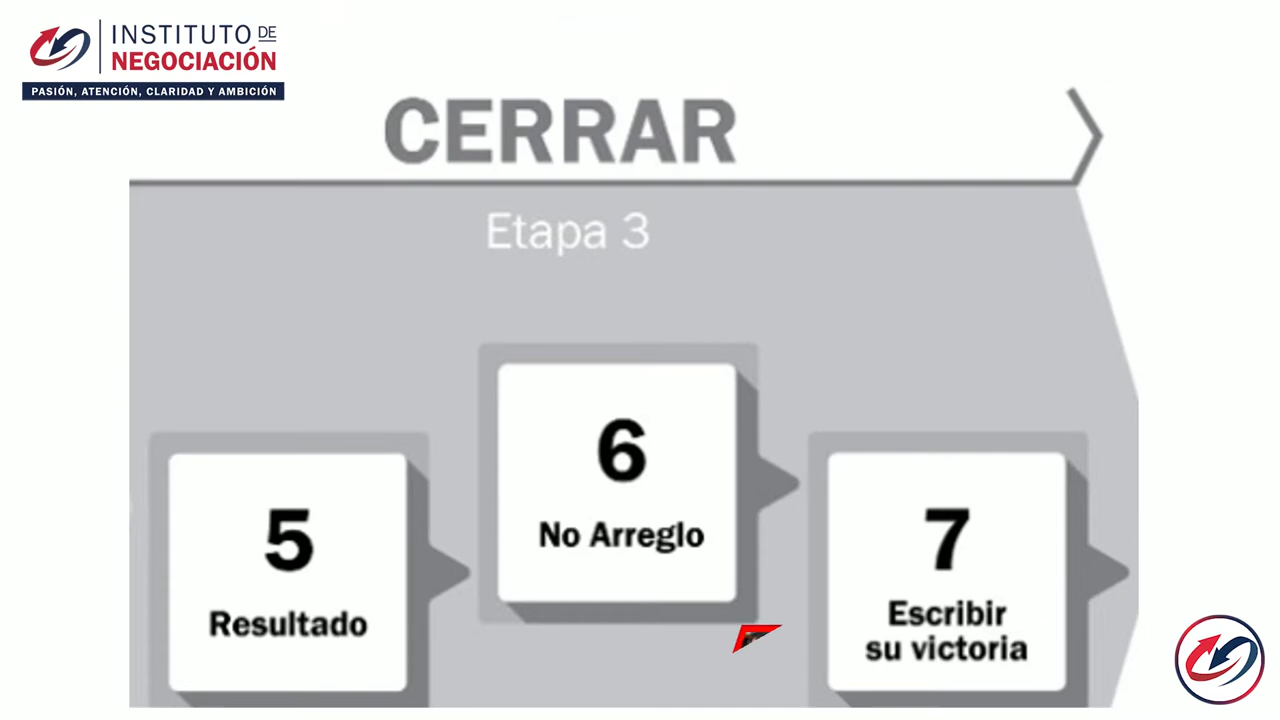 INSTITUTO DE
NEGOCIACIÓN
PASIÓN, ATENCIÓN, CLARIDAD Y AMBICIÓN
CERRAR
Etapa 3
5
Resultado
6
No Arreglo
7
Escribir
su victoria